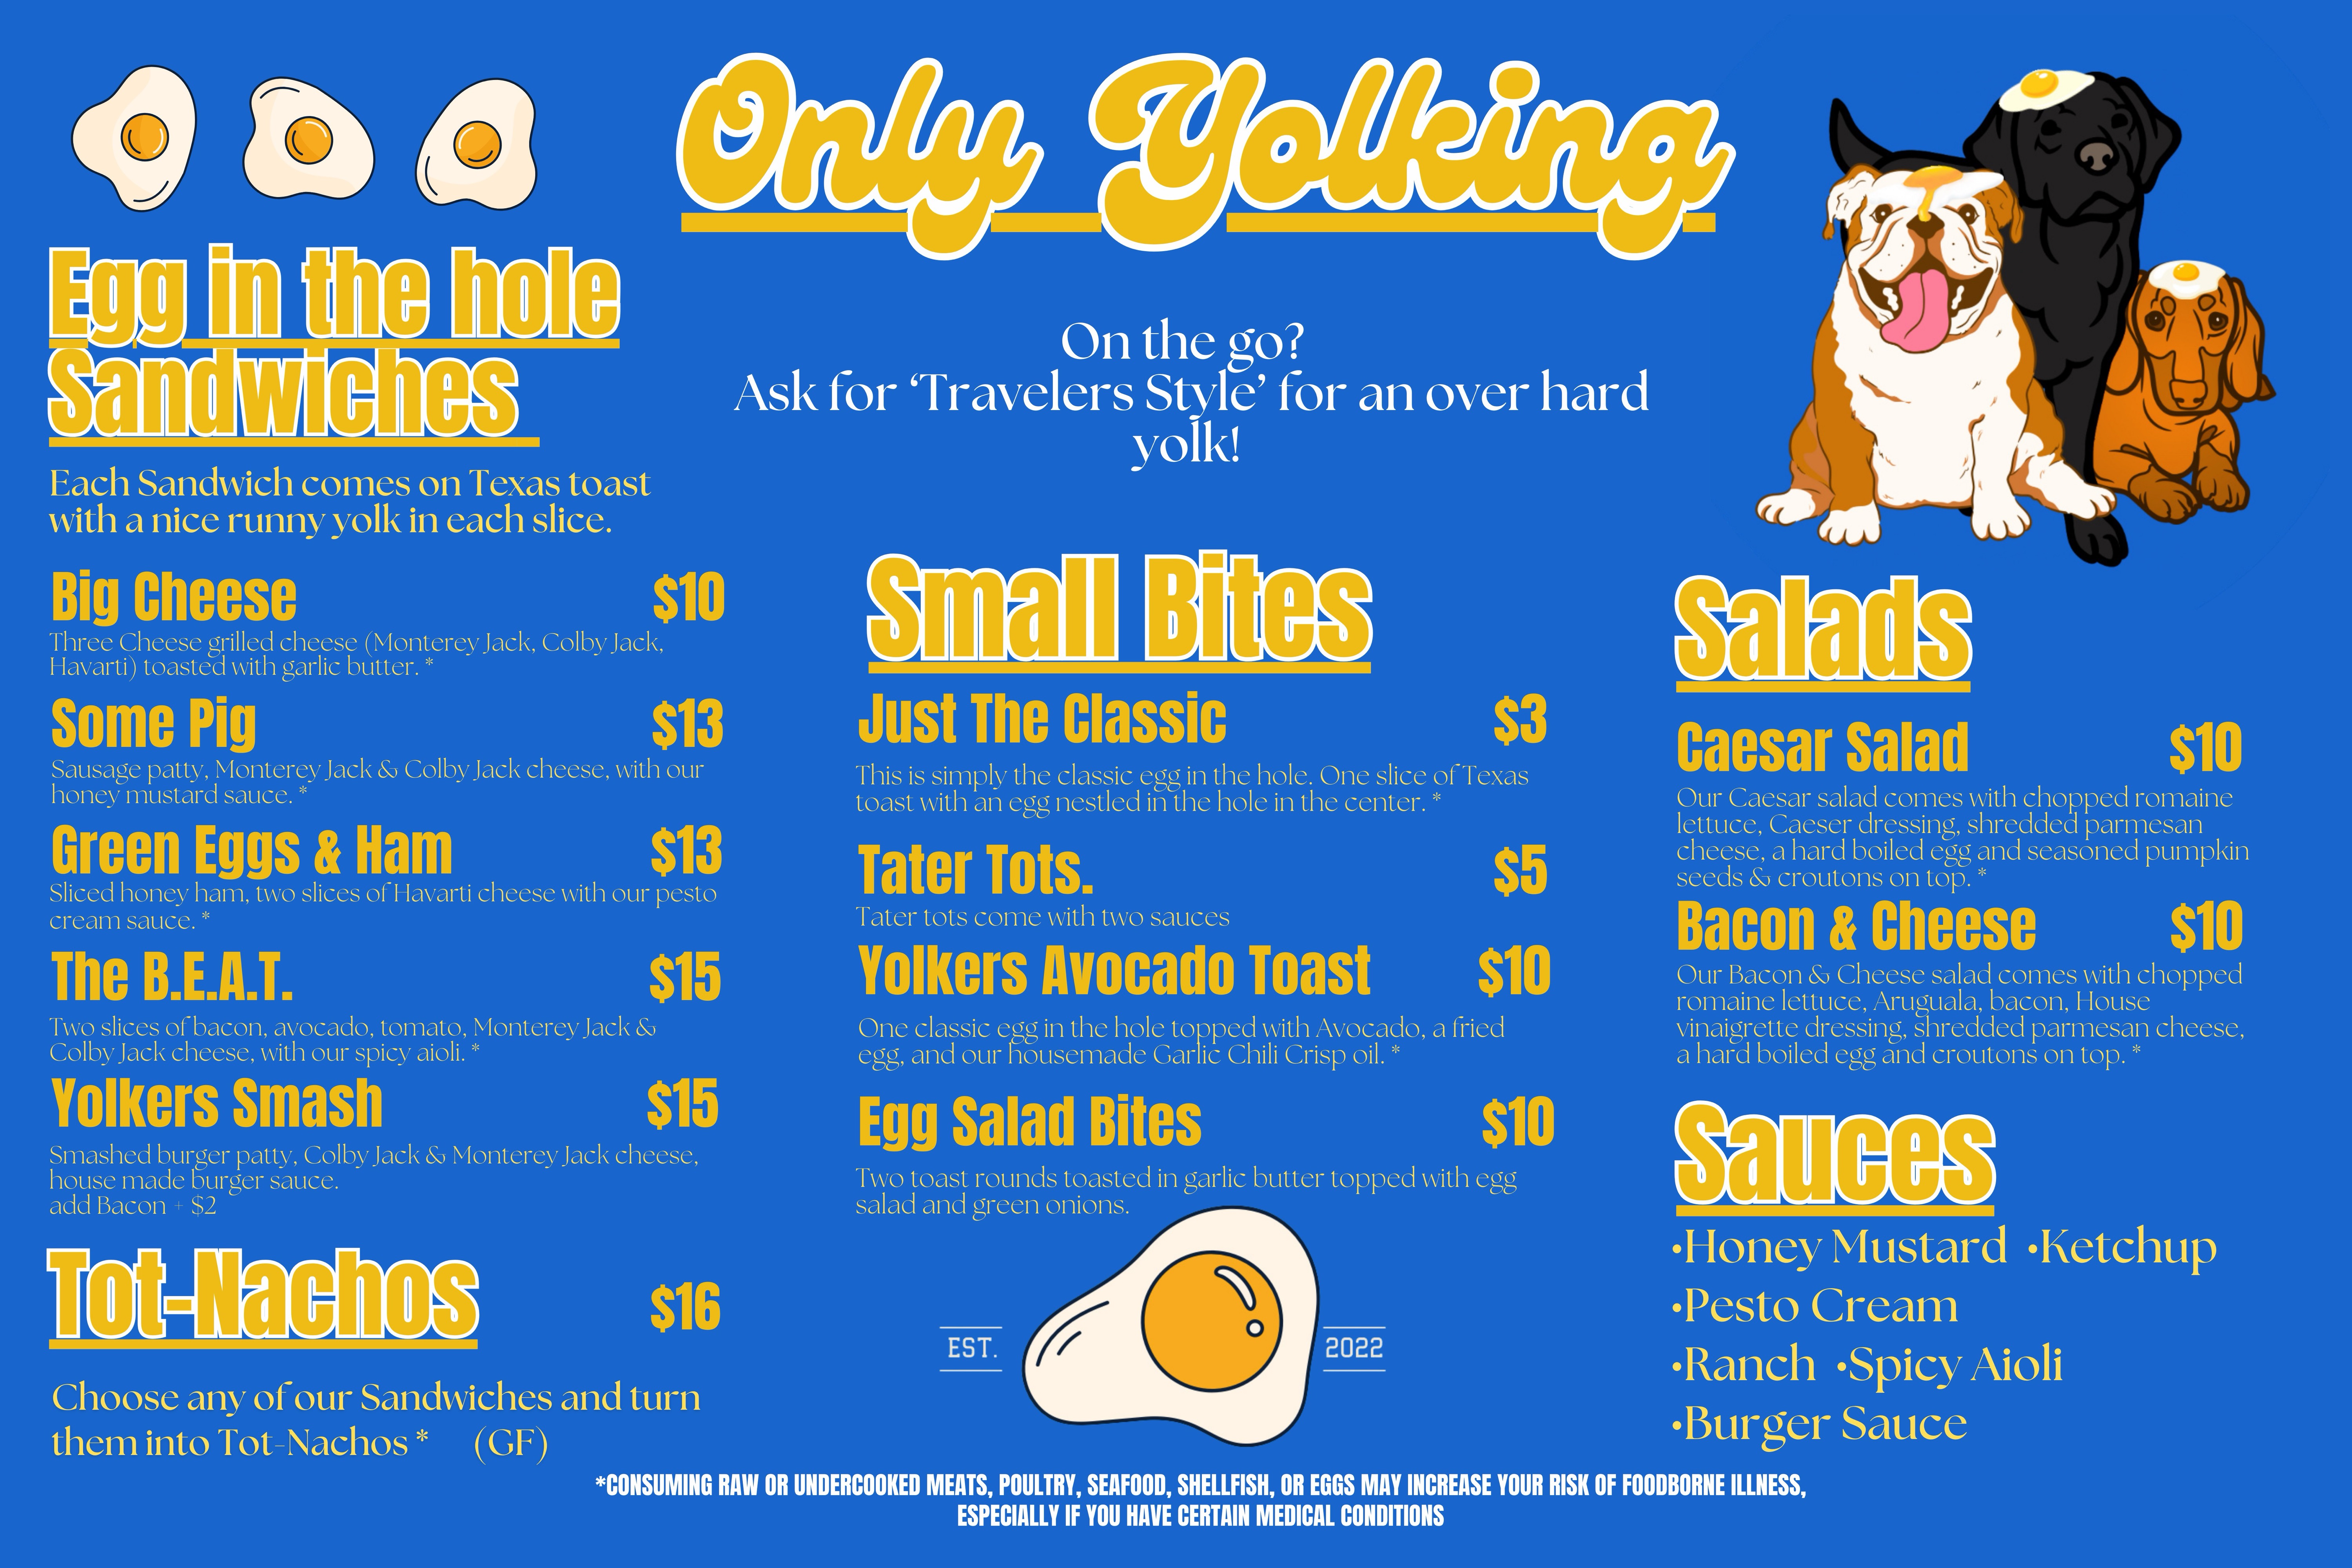 Only Yolking
Egg in the hole
Sandwiches
Each Sandwich comes on Texas toast
with a nice runny yolk in each slice.
Big Cheese $10
Three Cheese grilled cheese (Monterey Jack, Colby Jack,
Havarti) toasted with garlic butter. *
Some Pig $13
Sausage patty, Monterey Jack & Colby Jack cheese, with our
honey mustard sauce. *
Green Eggs & Ham $13
Sliced honey ham, two slices of Havarti cheese with our pesto
cream sauce. *
The B.E.A.T. $15
Two slices of bacon, avocado, tomato, Monterey Jack &
Colby Jack cheese, with our spicy aioli. *
Yolkers Smash $15
Smashed burger patty, Colby Jack & Monterey Jack cheese,
house made burger sauce.
add Bacon + $2
Tot-Nachos $16
Choose any of our Sandwiches and turn
them into Tot-Nachos * (GF)
On the go?
Ask for ‘Travelers Style’ for an over hard
yolk!
Small Bites
Just The Classic $3
This is simply the classic egg in the hole. One slice of Texas
toast with an egg nestled in the hole in the center. *
Tater Tots. $5
Tater tots come with two sauces
Yolkers Avocado Toast $10
One classic egg in the hole topped with Avocado, a fried
egg, and our housemade Garlic Chili Crisp oil. *
Egg Salad Bites $10
Two toast rounds toasted in garlic butter topped with egg
salad and green onions.
EST. 2022
Salads
Caesar Salad $10
Our Caesar salad comes with chopped romaine
lettuce, Caeser dressing, shredded parmesan
cheese, a hard boiled egg and seasoned pumpkin
seeds & croutons on top. *
Bacon & Cheese $10
Our Bacon & Cheese salad comes with chopped
romaine lettuce, Aruguala, bacon, House
vinaigrette dressing, shredded parmesan cheese,
a hard boiled egg and croutons on top. *
Sauces
•Honey Mustard •Ketchup
•Pesto Cream
•Ranch •Spicy Aioli
•Burger Sauce
*CONSUMING RAW OR UNDERCOOKED MEATS, POULTRY, SEAFOOD, SHELLFISH, OR EGGS MAY INCREASE YOUR RISK OF FOODBORNE ILLNESS,
ESPECIALLY IF YOU HAVE CERTAIN MEDICAL CONDITIONS